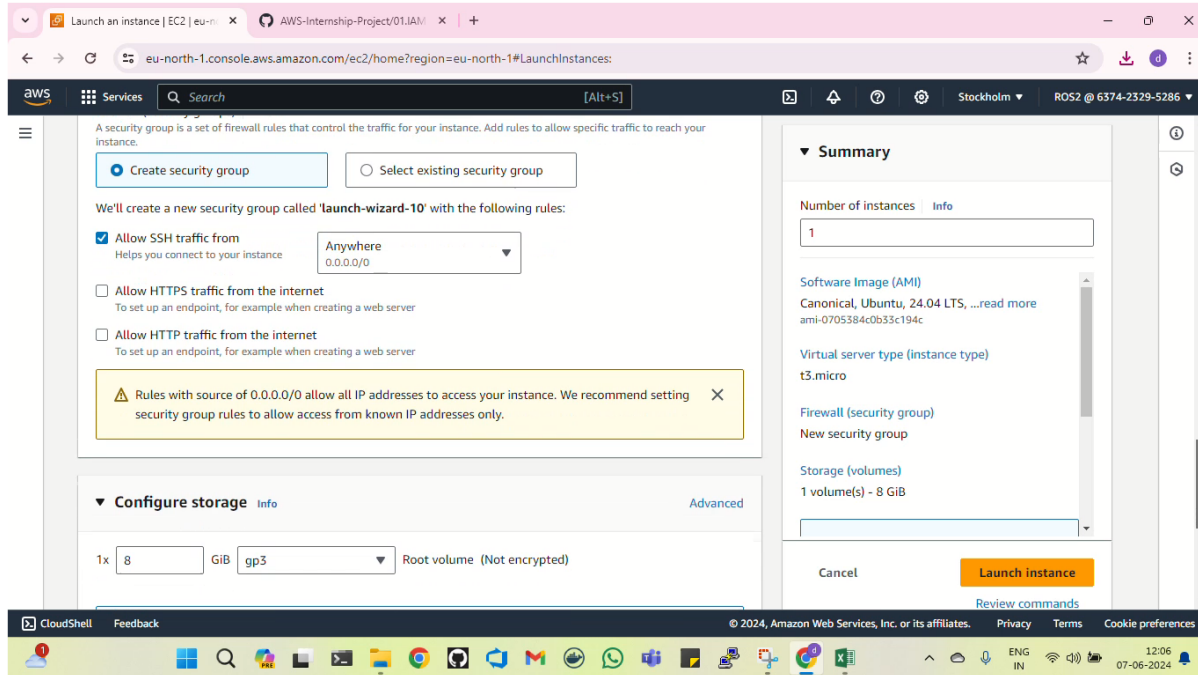 Launch an instance | EC2 | eu-n
AWS-Internship-Project/01.IAM
eu-north-1.console.aws.amazon.com/ec2/home?region=eu-north-1#LaunchInstances:
d
aws
Services
Search
[Alt+S]
Stockholm
ROS2 @ 6374-2329-5286
A security group is a set of firewall rules that control the traffic for your instance. Add rules to allow specific traffic to reach your
instance.
Create security group
Select existing security group
We'll create a new security group called 'launch-wizard-10' with the following rules:
Allow SSH traffic from
Helps you connect to your instance
Anywhere
0.0.0.0/0
Allow HTTPS traffic from the internet
To set up an endpoint, for example when creating a web server
Allow HTTP traffic from the internet
To set up an endpoint, for example when creating a web server
Rules with source of 0.0.0.0/0 allow all IP addresses to access your instance. We recommend setting
security group rules to allow access from known IP addresses only.
Configure storage Info
Advanced
1x 8 GiB gp3 Root volume (Not encrypted)
Summary
Number of instances Info
1
Software Image (AMI)
Canonical, Ubuntu, 24.04 LTS, ...read more
ami-0705384c0b33c194c
Virtual server type (instance type)
t3.micro
Firewall (security group)
New security group
Storage (volumes)
1 volume(s) - 8 GiB
Cancel
Launch instance
Review commands
CloudShell
Feedback
© 2024, Amazon Web Services, Inc. or its affiliates.
Privacy
Terms
Cookie preferences
1
PRE
d
ENG
IN
12:06
07-06-2024